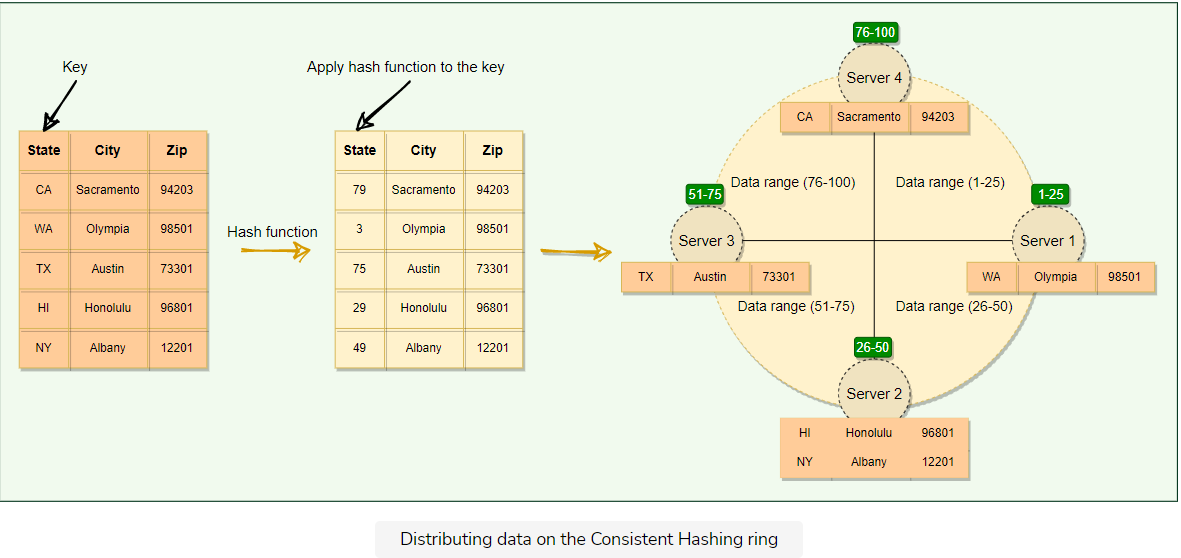 Key
State City Zip
CA Sacramento 94203
WA Olympia 98501
TX Austin 73301
HI Honolulu 96801
NY Albany 12201
Hash function
Apply hash function to the key
State City Zip
79 Sacramento 94203
3 Olympia 98501
75 Austin 73301
29 Honolulu 96801
49 Albany 12201
76-100
Server 4
CA Sacramento 94203
Data range (76-100)
Data range (1-25)
51-75
Server 3
TX Austin 73301
1-25
Server 1
WA Olympia 98501
Data range (51-75)
Data range (26-50)
26-50
Server 2
HI Honolulu 96801
NY Albany 12201
Distributing data on the Consistent Hashing ring